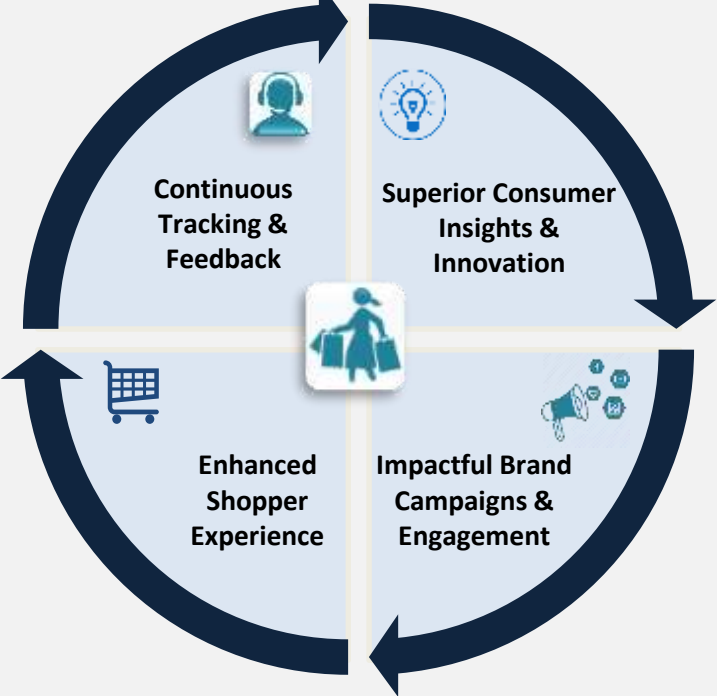 Continuous
Tracking &
Feedback
Superior Consumer
Insights &
Innovation
Enhanced
Shopper
Experience
Impactful Brand
Campaigns &
Engagement